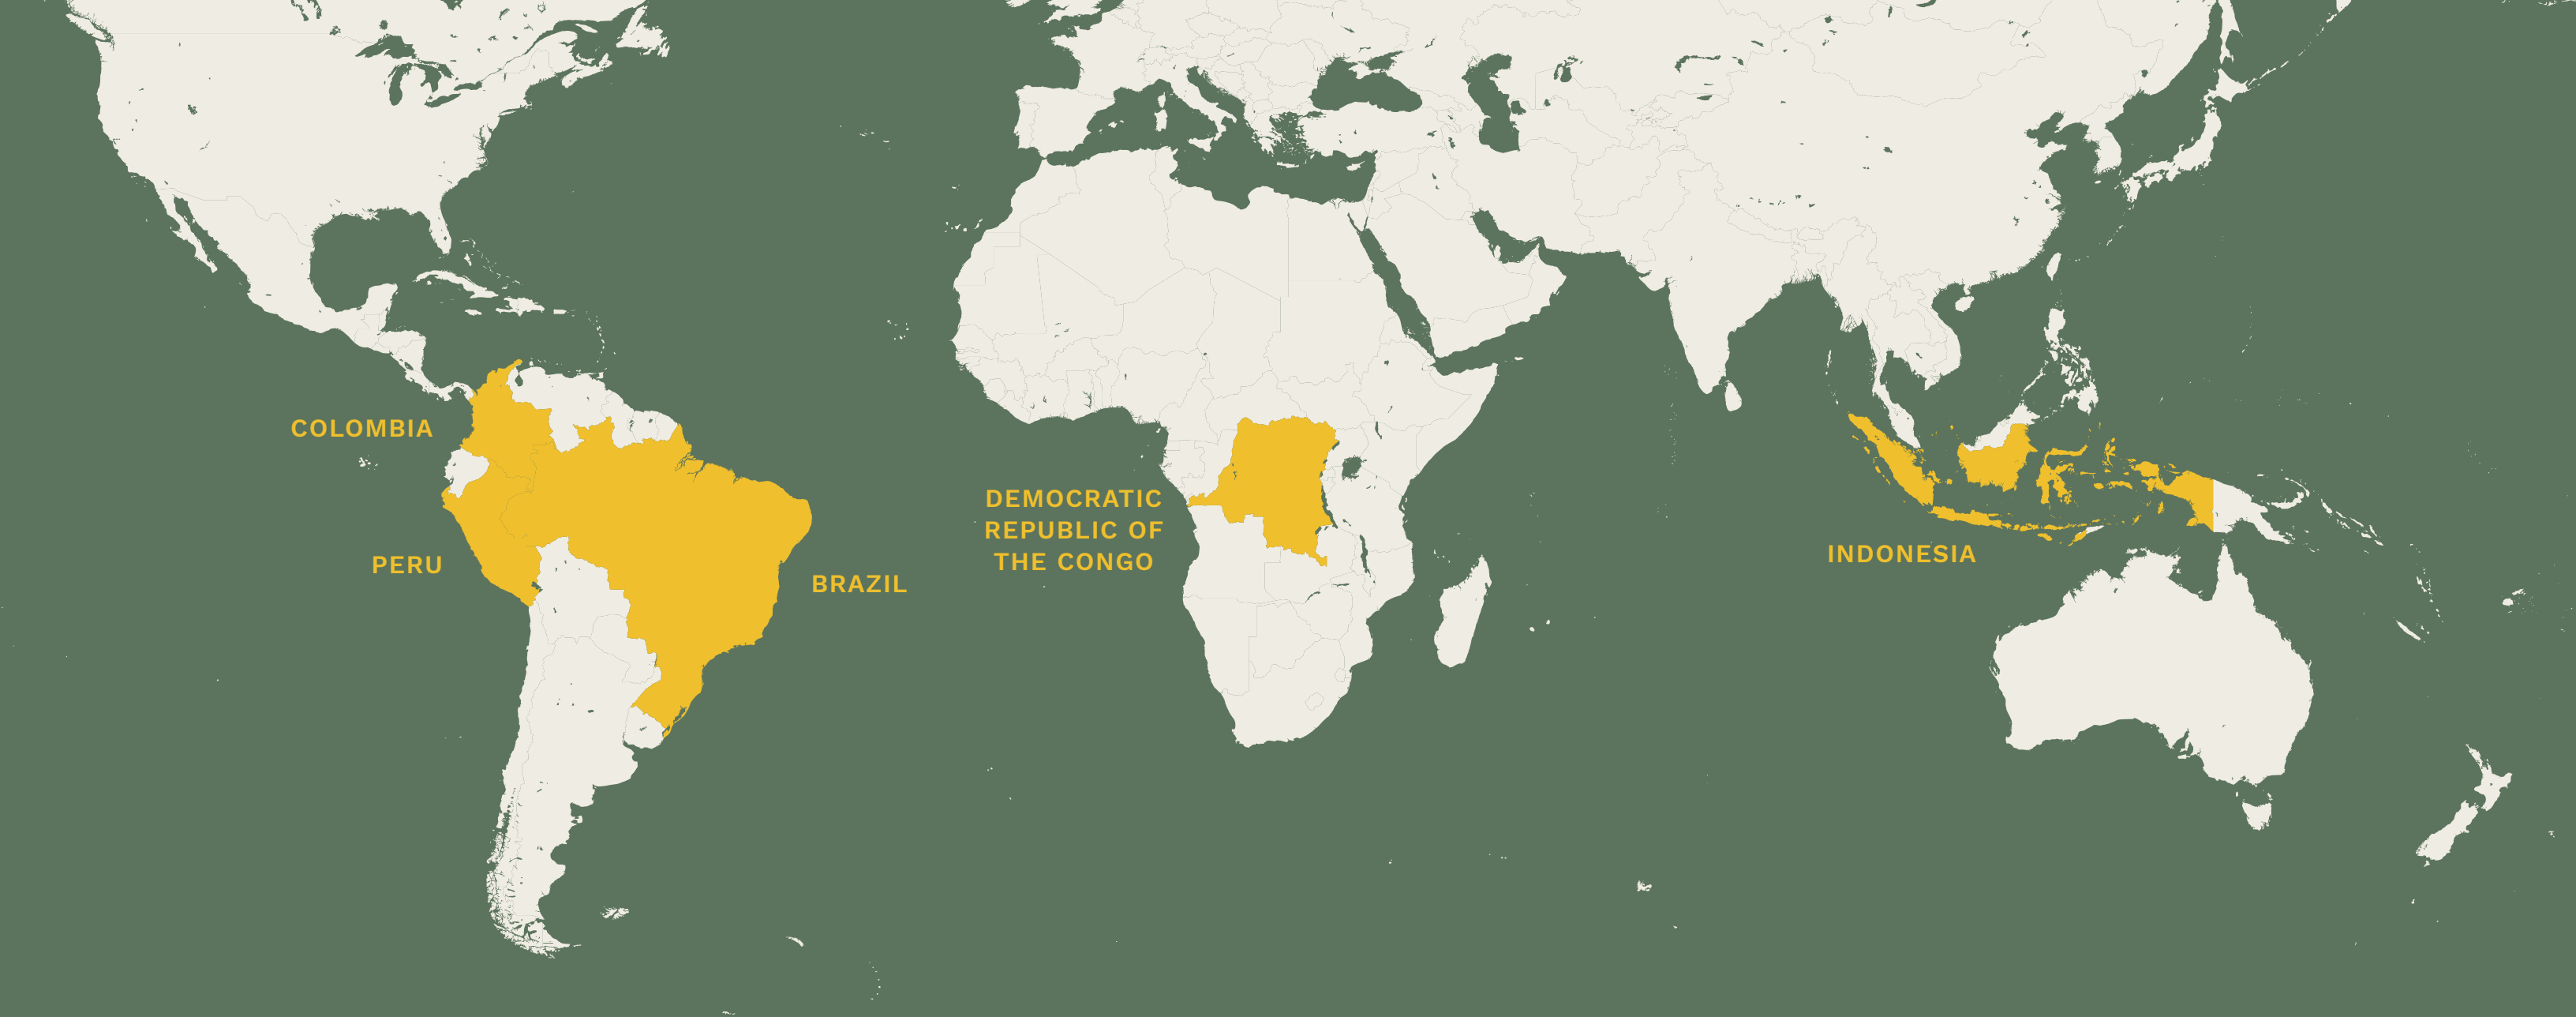 COLOMBIA
PERU
BRAZIL
DEMOCRATIC
REPUBLIC OF
THE CONGO
INDONESIA